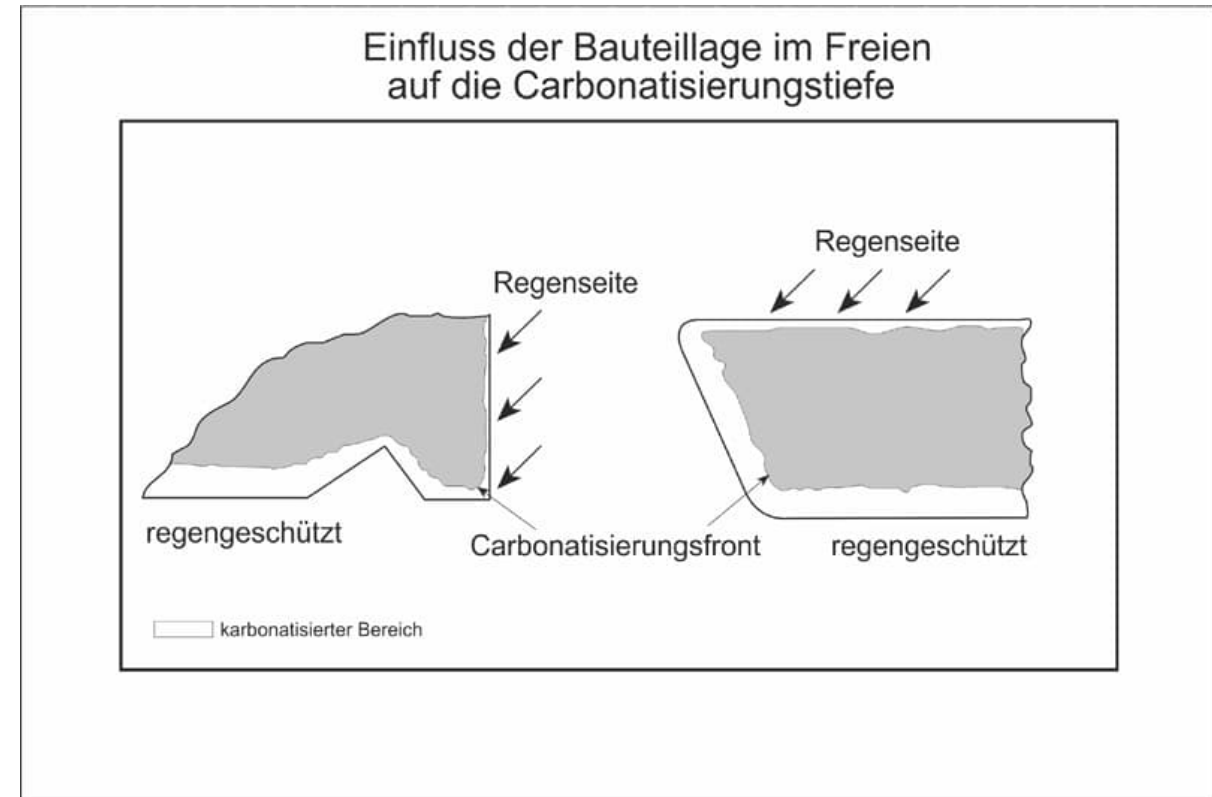 Einfluss der Bauteillage im Freien
auf die Carbonatisierungstiefe
Regenseite
Regenseite
regengeschützt
Carbonatisierungsfront
regengeschützt
karbonatisierter Bereich